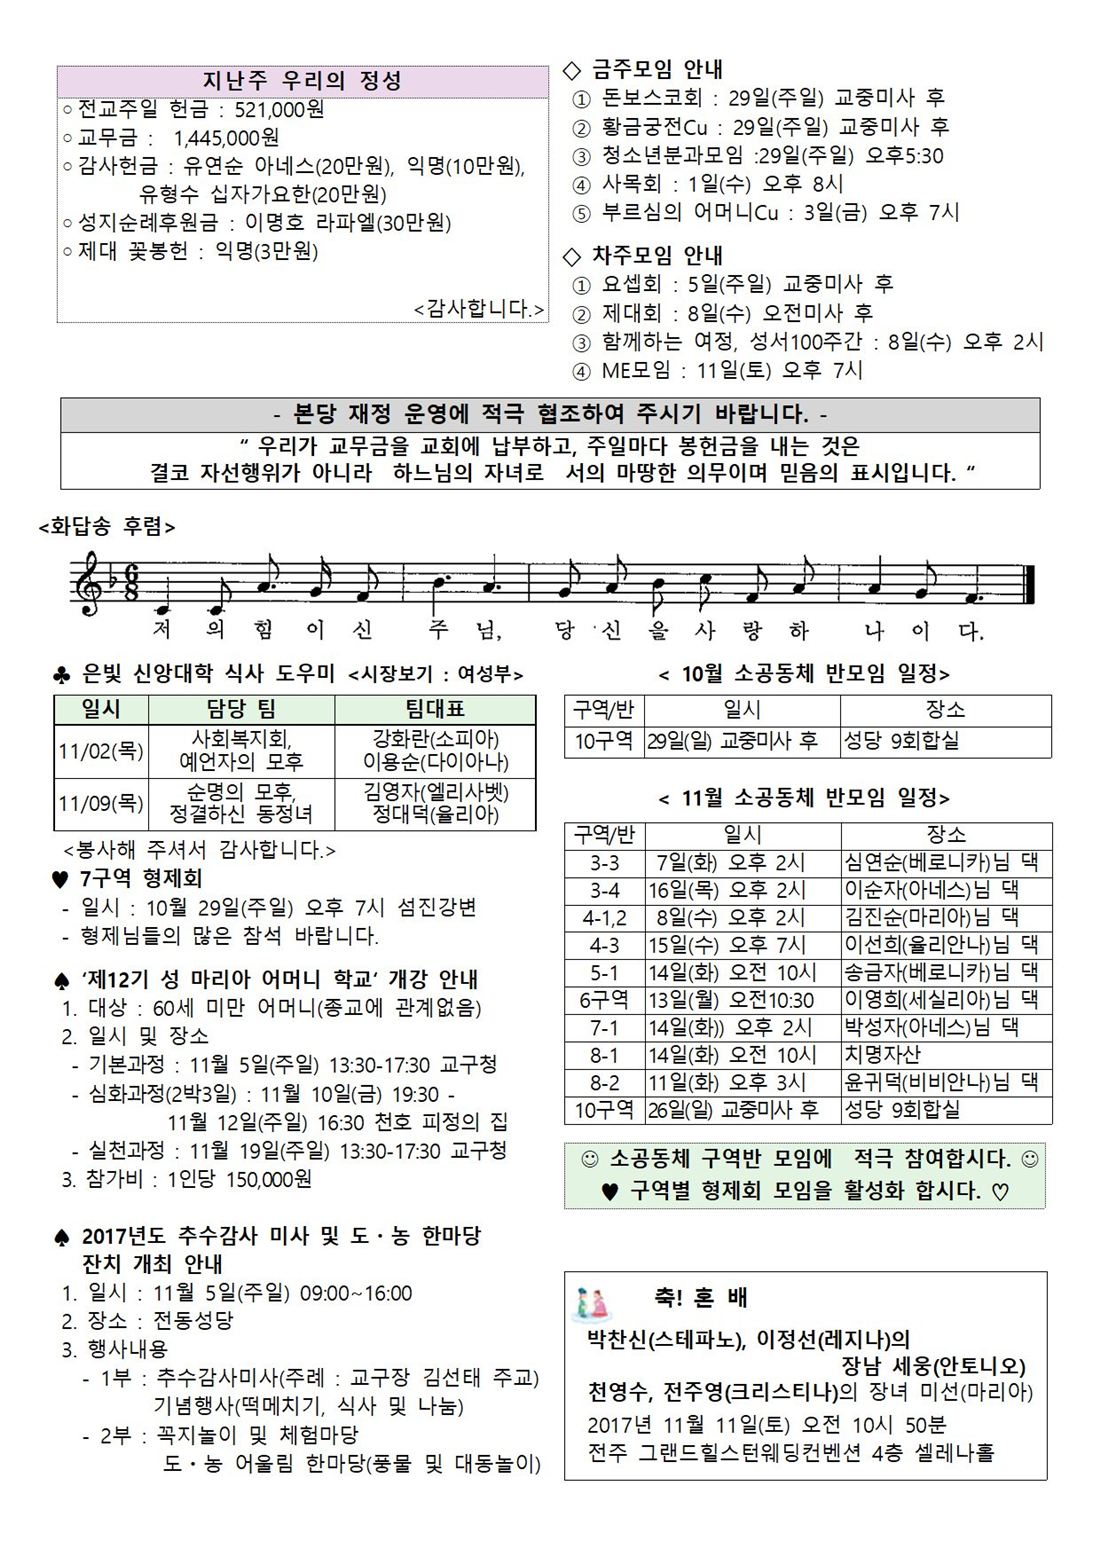 지난주 우리의 정성
○ 전교주일 헌금 : 521,000원
○ 교무금 : 1,445,000원
○ 감사헌금 : 유연순 아네스(20만원), 익명(10만원),
유형수 십자가요한(20만원)
○ 성지순례후원금 : 이명호 라파엘(30만원)
○ 제대 꽃봉헌 : 익명(3만원)
<감사합니다.>
◇ 금주모임 안내
① 돈보스코회 : 29일(주일) 교중미사 후
② 황금궁전Cu : 29일(주일) 교중미사 후
③ 청소년분과모임 :29일(주일) 오후5:30
④ 사목회 : 1일(수) 오후 8시
⑤ 부르심의 어머니Cu : 3일(금) 오후 7시
◇ 차주모임 안내
① 요셉회 : 5일(주일) 교중미사 후
② 제대회 : 8일(수) 오전미사 후
③ 함께하는 여정, 성서100주간 : 8일(수) 오후 2시
④ ME모임 : 11일(토) 오후 7시
- 본당 재정 운영에 적극 협조하여 주시기 바랍니다. -
“ 우리가 교무금을 교회에 납부하고, 주일마다 봉헌금을 내는 것은
결코 자선행위가 아니라 하느님의 자녀로 서의 마땅한 의무이며 믿음의 표시입니다. “
<화답송 후렴>
6
8
저 의 힘 이 신 주 님, 당 신 을 사 랑 하 나 이 다.
♣ 은빛 신앙대학 식사 도우미 <시장보기 : 여성부>
일시 담당 팀 팀대표
11/02(목) 사회복지회, 예언자의 모후 강화란(소피아) 이용순(다이아나)
11/09(목) 순명의 모후, 정결하신 동정녀 김영자(엘리사벳) 정대덕(율리아)
<봉사해 주셔서 감사합니다.>
♥ 7구역 형제회
- 일시 : 10월 29일(주일) 오후 7시 섬진강변
- 형제님들의 많은 참석 바랍니다.
♠ ‘제12기 성 마리아 어머니 학교‘ 개강 안내
1. 대상 : 60세 미만 어머니(종교에 관계없음)
2. 일시 및 장소
- 기본과정 : 11월 5일(주일) 13:30-17:30 교구청
- 심화과정(2박3일) : 11월 10일(금) 19:30 -
11월 12일(주일) 16:30 천호 피정의 집
- 실천과정 : 11월 19일(주일) 13:30-17:30 교구청
3. 참가비 : 1인당 150,000원
♠ 2017년도 추수감사 미사 및 도·농 한마당
잔치 개최 안내
1. 일시 : 11월 5일(주일) 09:00~16:00
2. 장소 : 전동성당
3. 행사내용
- 1부 : 추수감사미사(주례 : 교구장 김선태 주교)
기념행사(떡메치기, 식사 및 나눔)
- 2부 : 꼭지놀이 및 체험마당
도·농 어울림 한마당(풍물 및 대동놀이)
< 10월 소공동체 반모임 일정>
구역/반 일시 장소
10구역 29일(일) 교중미사 후 성당 9회합실
< 11월 소공동체 반모임 일정>
구역/반 일시 장소
3-3 7일(화) 오후 2시 심연순(베로니카)님 댁
3-4 16일(목) 오후 2시 이순자(아네스)님 댁
4-1,2 8일(수) 오후 2시 김진순(마리아)님 댁
4-3 15일(수) 오후 7시 이선희(율리안나)님 댁
5-1 14일(화) 오전 10시 송금자(베로니카)님 댁
6구역 13일(월) 오전10:30 이영희(세실리아)님 댁
7-1 14일(화)) 오후 2시 박성자(아네스)님 댁
8-1 14일(화) 오전 10시 치명자산
8-2 11일(화) 오후 3시 윤귀덕(비비안나)님 댁
10구역 26일(일) 교중미사 후 성당 9회합실
☺ 소공동체 구역반 모임에 적극 참여합시다. ☺
♥ 구역별 형제회 모임을 활성화 합시다. ♡
축! 혼 배
박찬신(스테파노), 이정선(레지나)의
장남 세웅(안토니오)
천영수, 전주영(크리스티나)의 장녀 미선(마리아)
2017년 11월 11일(토) 오전 10시 50분
전주 그랜드힐스턴웨딩컨벤션 4층 셀레나홀